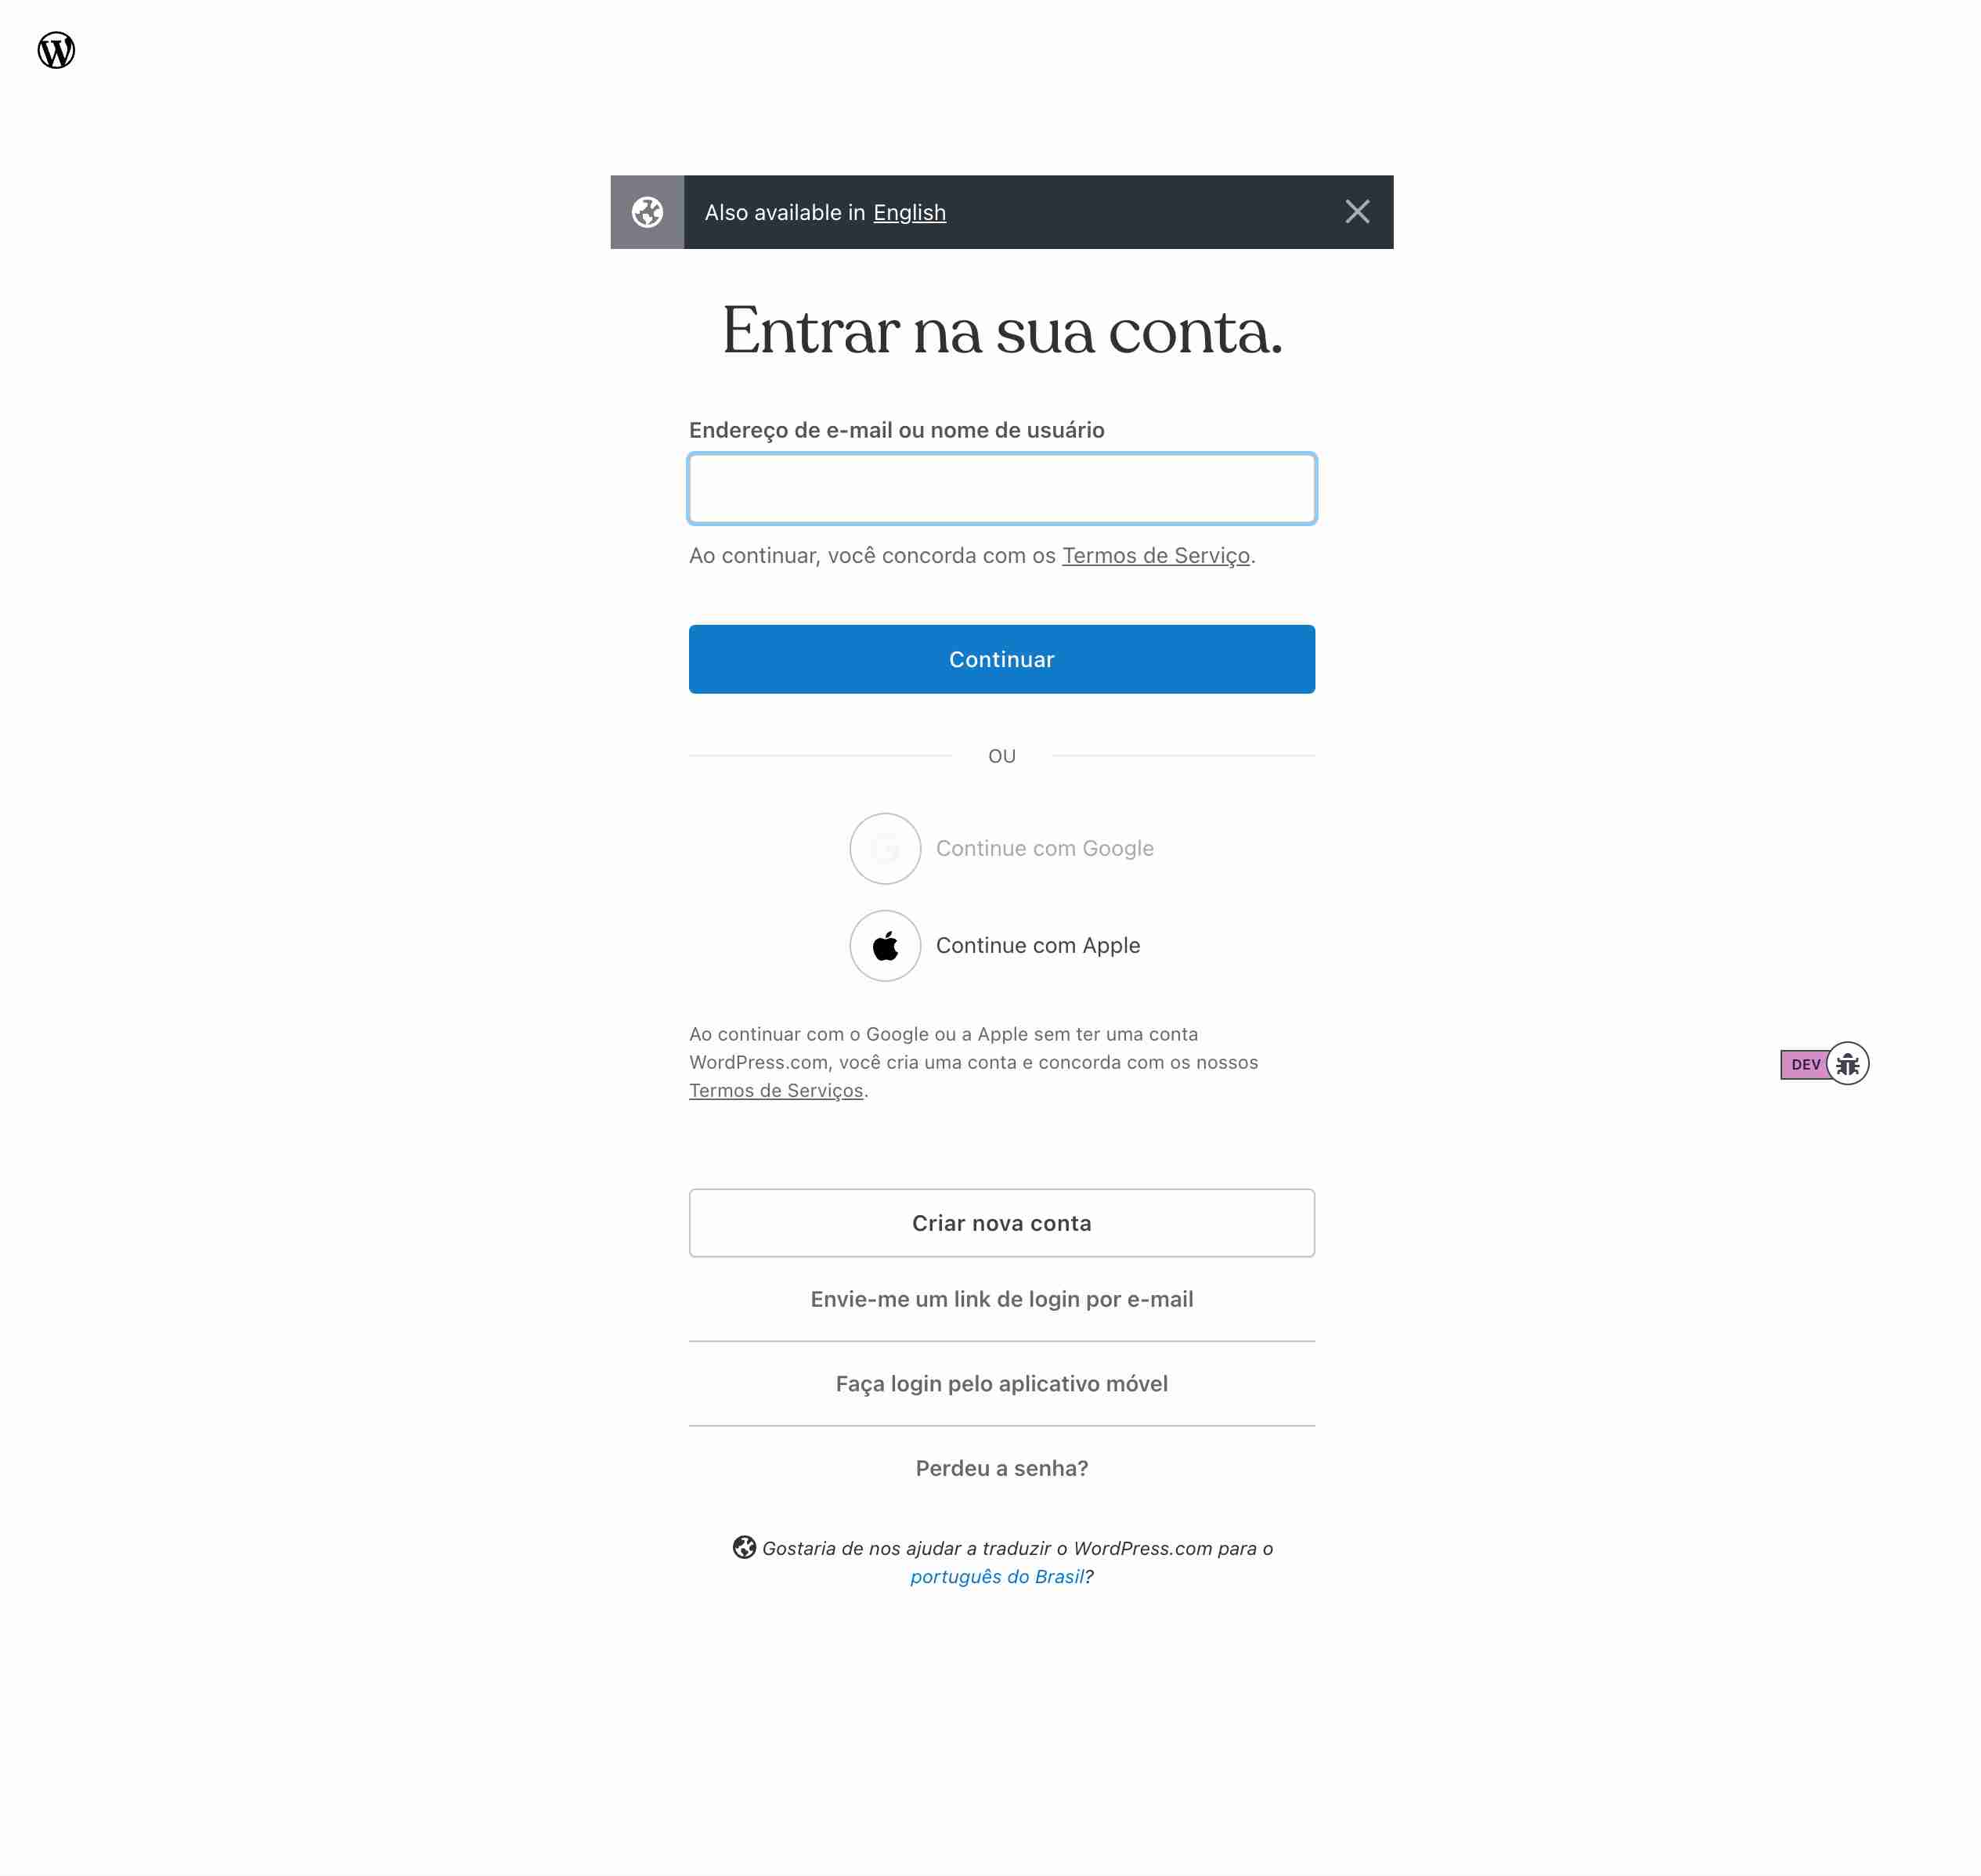 Also available in English
Entrar na sua conta.
Endereço de e-mail ou nome de usuário
Ao continuar, você concorda com os Termos de Serviço.
Continuar
OU
Continue com Google
Continue com Apple
Ao continuar com o Google ou a Apple sem ter uma conta
WordPress.com, você cria uma conta e concorda com os nossos
Termos de Serviços.
DEV
Criar nova conta
Envie-me um link de login por e-mail
Faça login pelo aplicativo móvel
Perdeu a senha?
Gostaria de nos ajudar a traduzir o WordPress.com para o
português do Brasil?